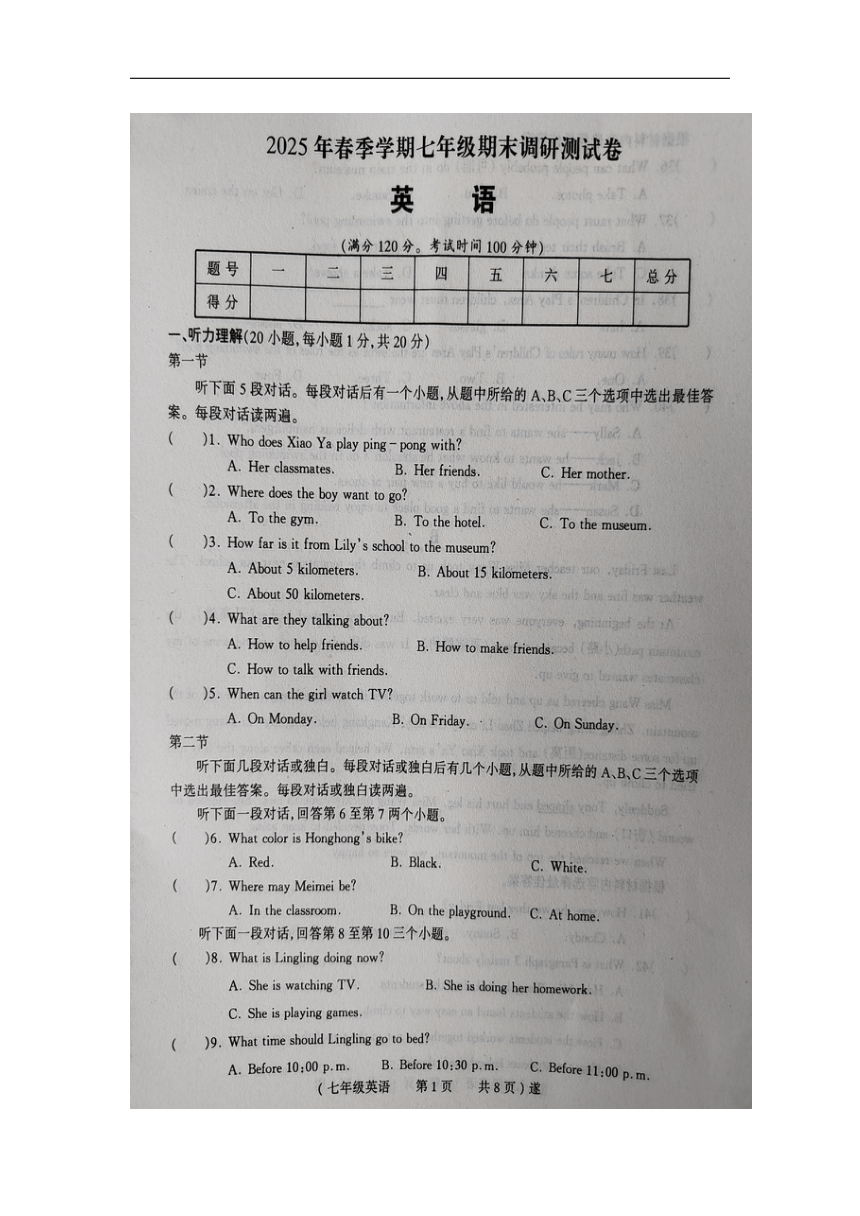 2025年春季学期七年级期末调研测试卷
英 语
(满分120分。考试时间100分钟)
题号 一 二 三 四 五 六 七 总分
得分
一、听力理解(20小题,每小题1分,共20分)
第一节
听下面5段对话。每段对话后有一个小题,从题中所给的A、B、C三个选项中选出最佳答
案。每段对话读两遍。
( )1. Who does Xiao Ya play ping-pong with?
A. Her classmates. B. Her friends. C. Her mother.
( )2. Where does the boy want to go?
A. To the gym. B. To the hotel. C. To the museum.
( )3. How far is it from Lily's school to the museum?
A. About 5 kilometers. B. About 15 kilometers.
C. About 50 kilometers.
( )4. What are they talking about?
A. How to help friends. B. How to make friends.
C. How to talk with friends.
( )5. When can the girl watch TV?
A. On Monday. B. On Friday. C. On Sunday.
第二节
听下面几段对话或独白。每段对话或独白后有几个小题,从题中所给的A、B、C三个选项
中选出最佳答案。每段对话或独白读两遍。
听下面一段对话,回答第6至第7两个小题。
( )6. What color is Honghong's bike?
A. Red. B. Black. C. White.
( )7. Where may Meimei be?
A. In the classroom. B. On the playground. C. At home.
听下面一段对话,回答第8至第10三个小题。
( )8. What is Lingling doing now?
A. She is watching TV. B. She is doing her homework.
C. She is playing games.
( )9. What time should Lingling go to bed?
A. Before 10:00 p.m. B. Before 10:30 p.m. C. Before 11:00 p.m.
(七年级英语 第1页 共8页)遂